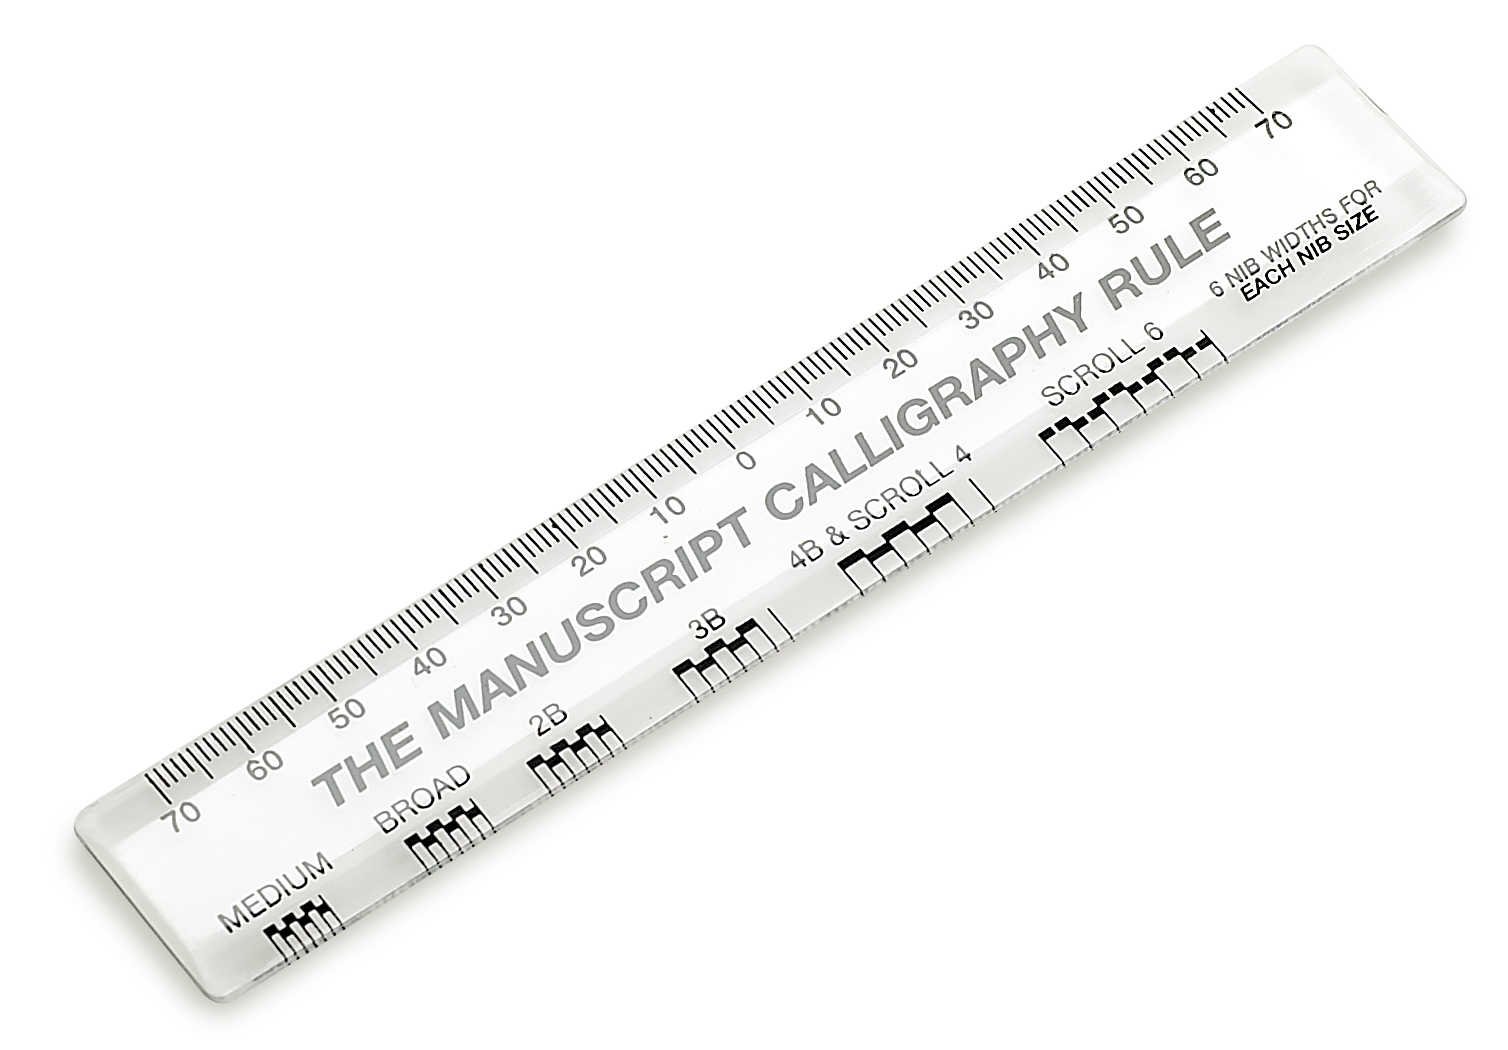 70 60 50 40 30 20 10 0 10 20 30 40 50 60 70
THE MANUSCRIPT CALLIGRAPHY RULE
MEDIUM BROAD 2B 3B 4B & SCROLL 4 SCROLL 6
6 NIB WIDTHS FOR
EACH NIB SIZE